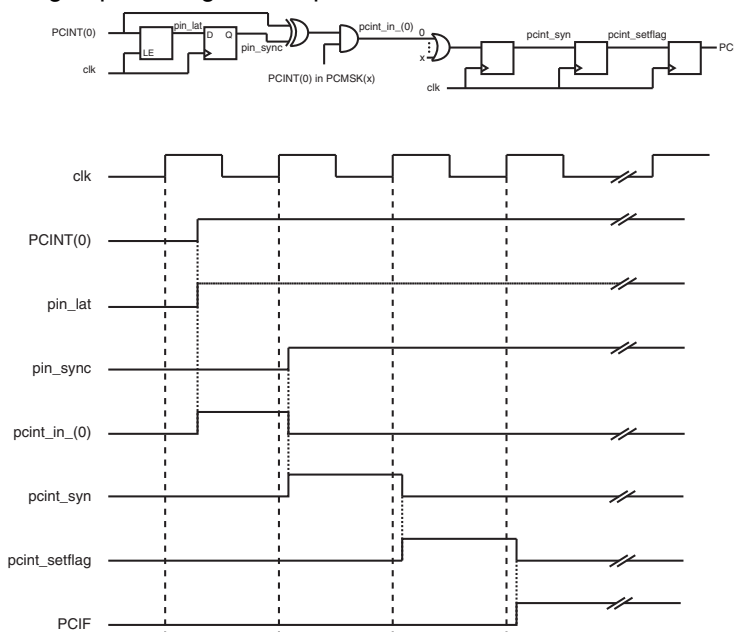 PCINT(0)
pin_lat
D Q
LE
pin_sync
clk
PCINT(0) in PCMSK(x)
pcint_in_(0)
0
x
clk
pcint_syn
pcint_setflag
PC
clk
PCINT(0)
pin_lat
pin_sync
pcint_in_(0)
pcint_syn
pcint_setflag
PCIF